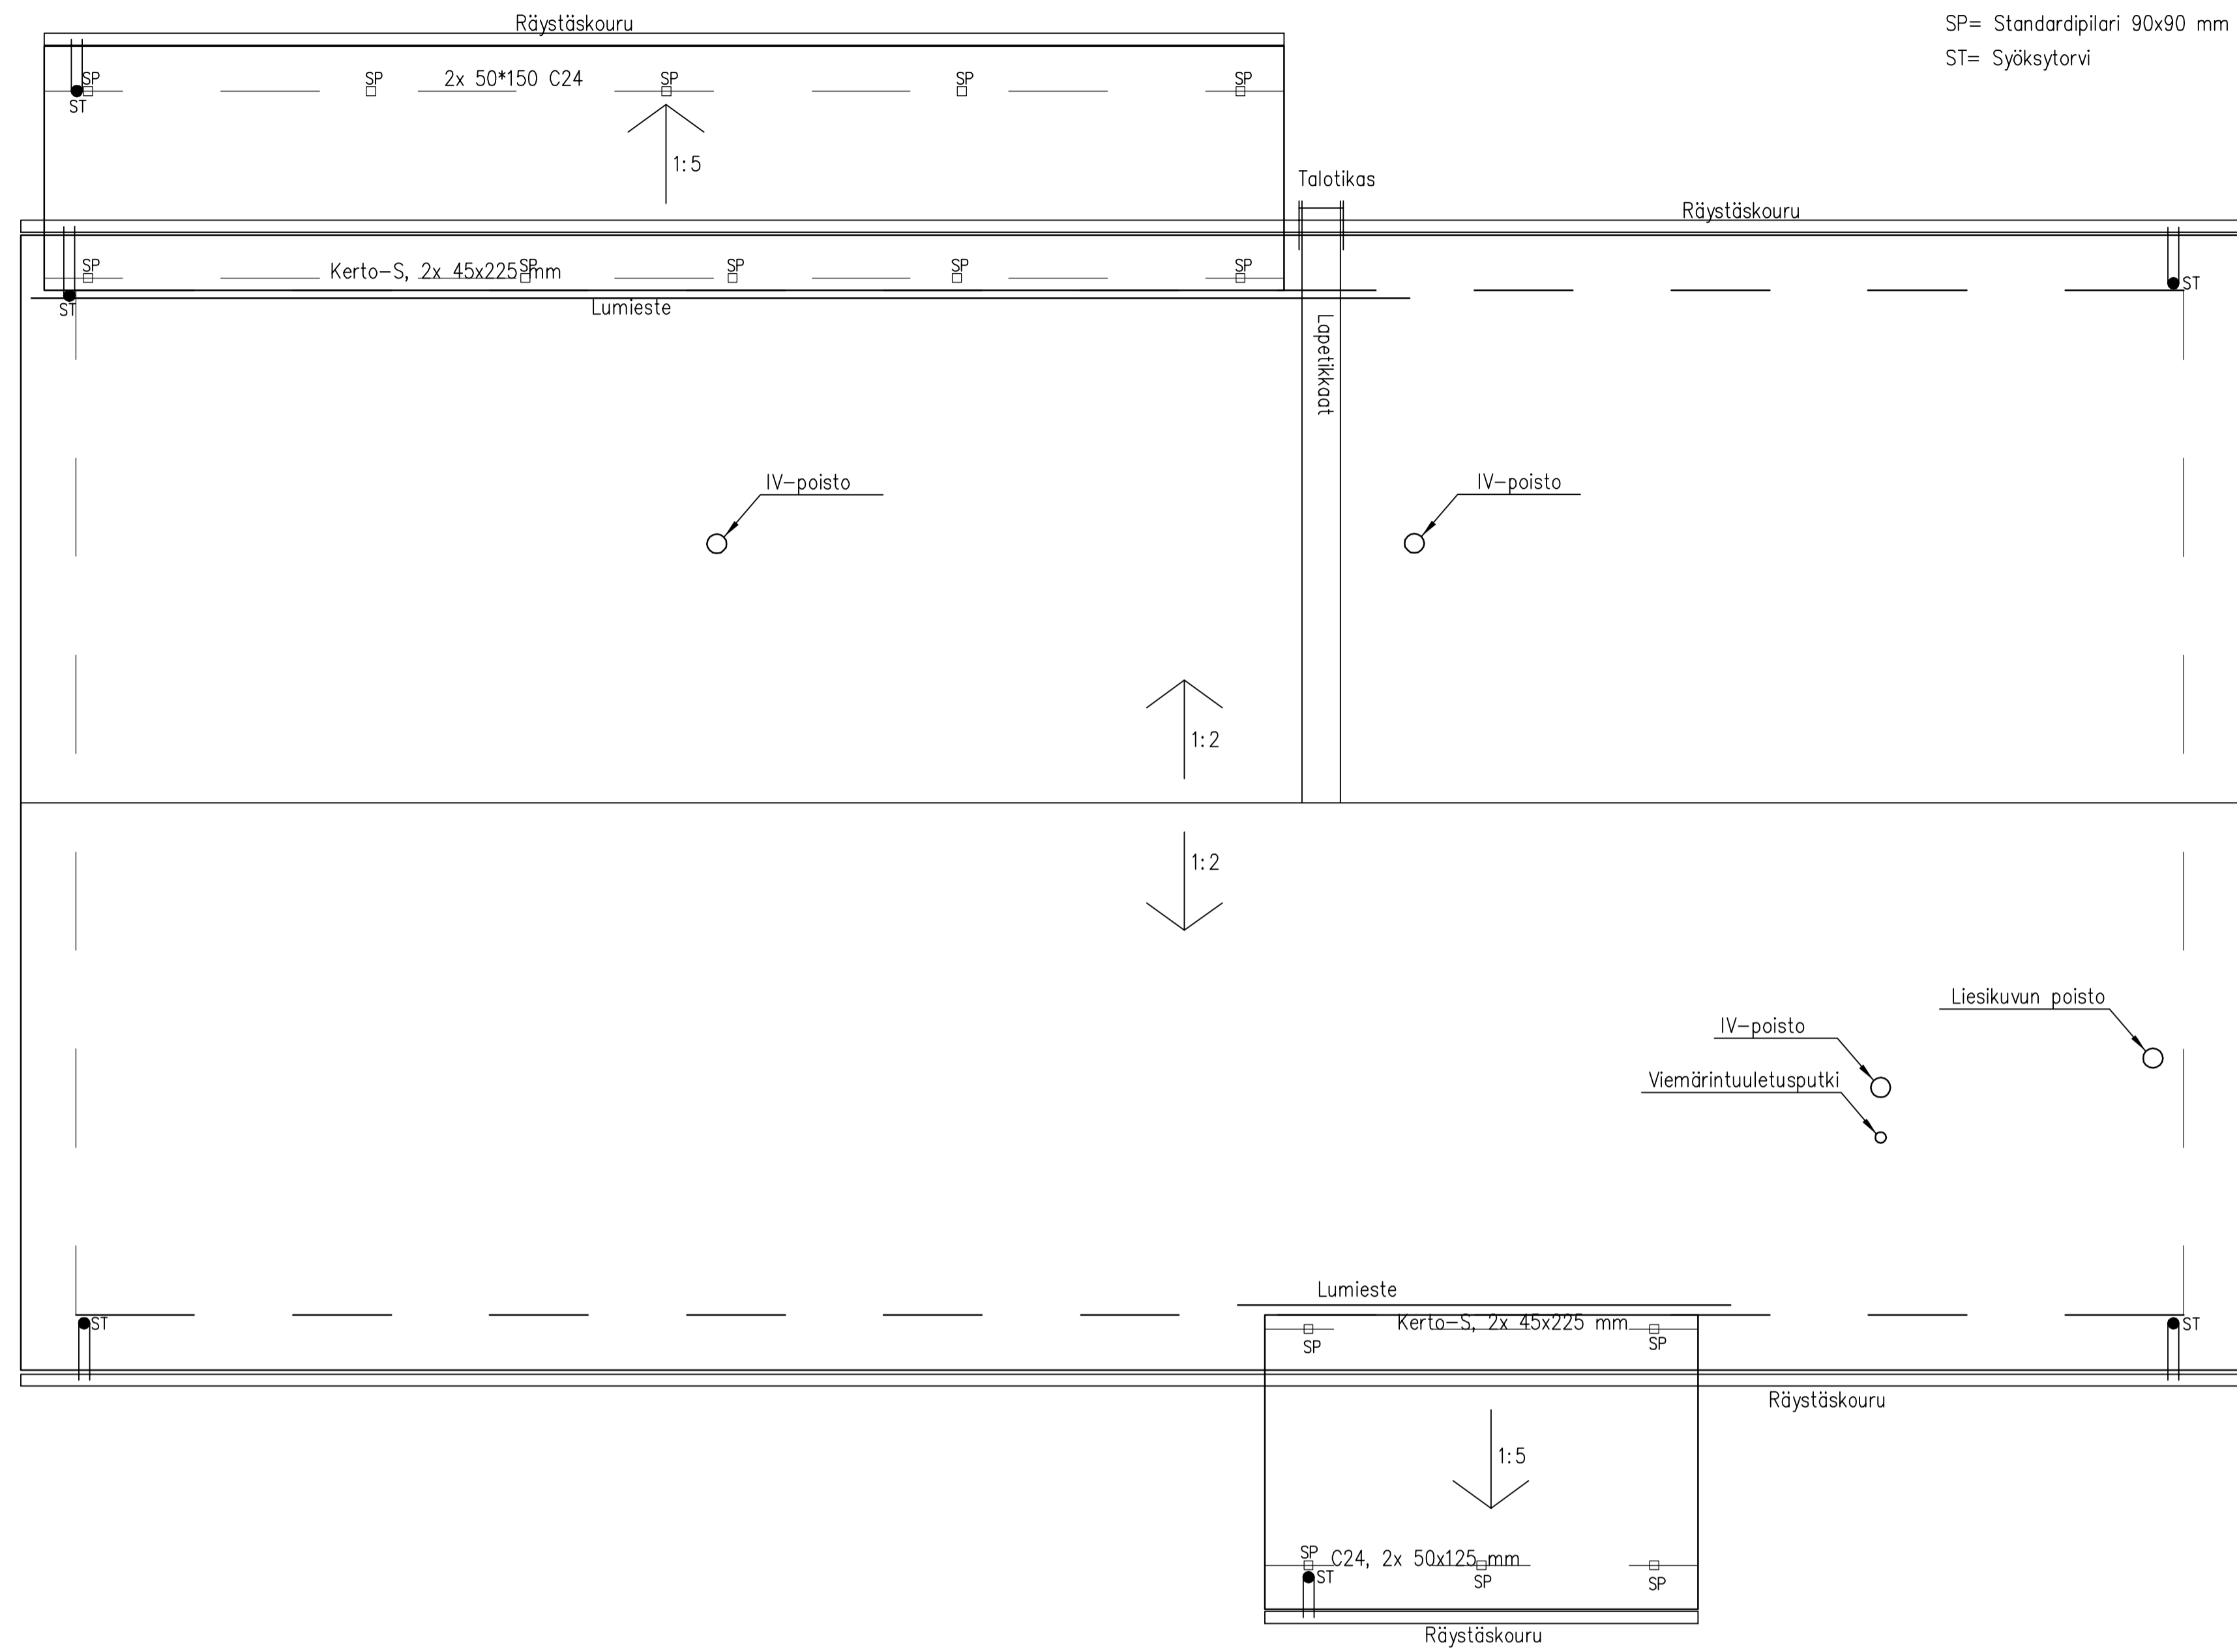 Räystäskouru
SP= Standardipilari 90x90 mm
ST= Syöksytorvi
SP
SP
2x 50*150 C24
SP
SP
SP
ST
1:5
Talotikas
Räystäskouru
SP
Kerto-S, 2x 45x225 mm
SP
SP
SP
SP
ST
ST
Lumieste
Lapetikkaat
IV-poisto
IV-poisto
1:2
1:2
Liesikuvun poisto
IV-poisto
Viemärintuuletusputki
Lumieste
ST
Kerto-S, 2x 45x225 mm
ST
SP
SP
Räystäskouru
1:5
SP
C24, 2x 50x125 mm
ST
SP
SP
Räystäskouru